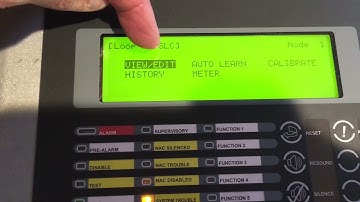 [Loop SLC] Node 1
VIEW/EDIT AUTO LEARN CALIBRATE
HISTORY METER
ALARM SUPERVISORY FUNCTION 1
PRE-ALARM NAC SILENCED FUNCTION 2
DISABLE NAC TROUBLE FUNCTION 3
TEST NAC DISABLED FUNCTION 4
SYSTEM TROUBLE FUNCTION 5
RESET
RESOUND
SILENCE